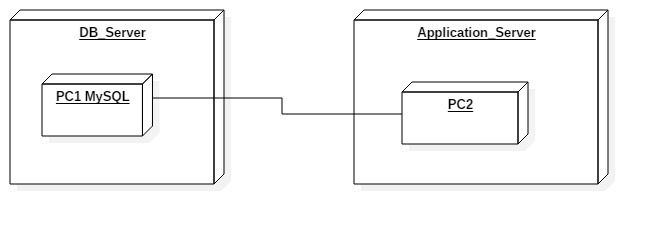 DB_Server
Application_Server
PC1 MySQL
PC2